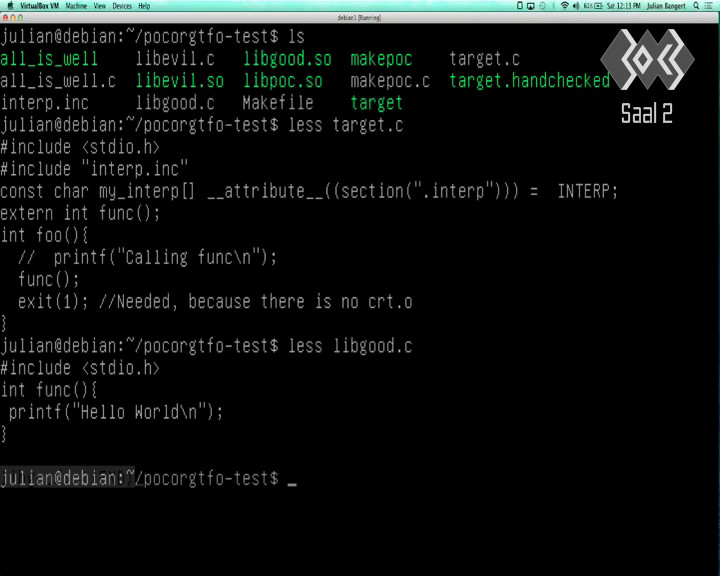 VirtualBox VM Machine View Devices Help
61% Sat 12:13 PM Julian Bangert
debian1 [Running]
julian@debian:~/pocorgtfo-test$ ls
all_is_well libevil.c libgood.so makepoc target.c
all_is_well.c libevil.so libpoc.so makepoc.c target.handchecked
interp.inc libgood.c Makefile target
Saal 2
julian@debian:~/pocorgtfo-test$ less target.c
#include <stdio.h>
#include "interp.inc"
const char my_interp[] __attribute__((section(".interp"))) = INTERP;
extern int func();
int foo(){
// printf("Calling func\n");
func();
exit(1); //Needed, because there is no crt.o
}
julian@debian:~/pocorgtfo-test$ less libgood.c
#include <stdio.h>
int func(){
printf("Hello World\n");
}
julian@debian:~/pocorgtfo-test$ _